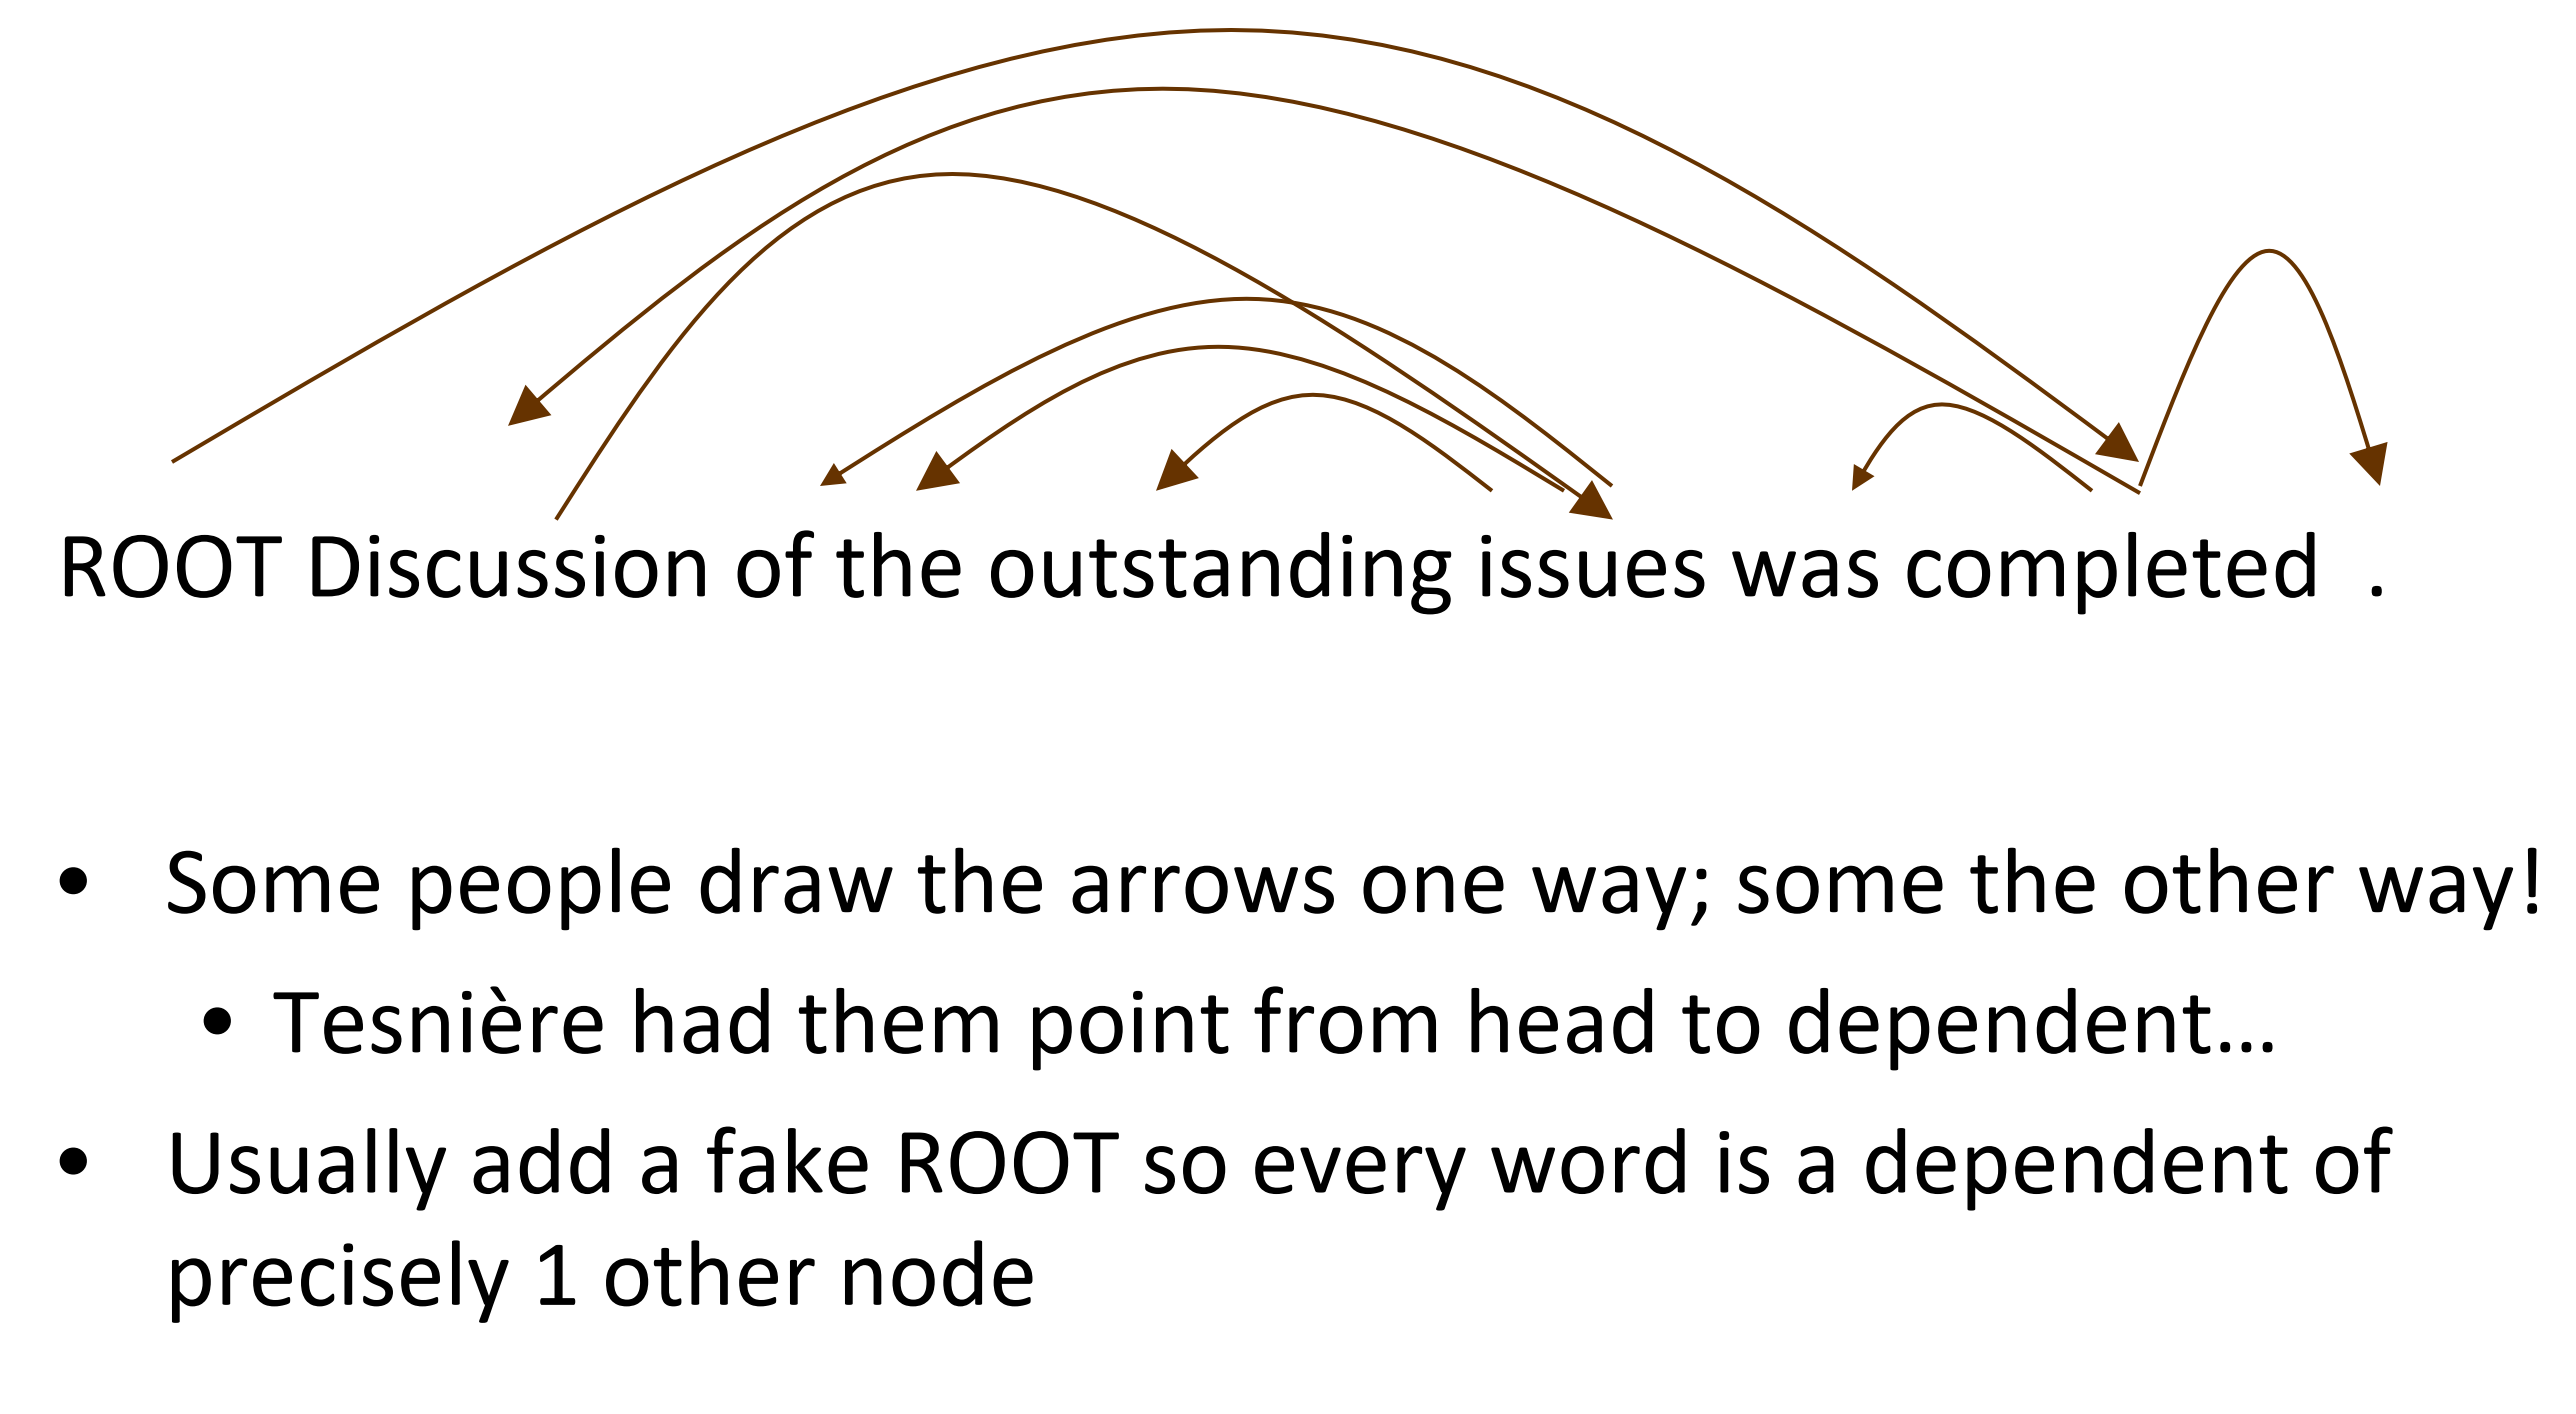 ROOT Discussion of the outstanding issues was completed .
• Some people draw the arrows one way; some the other way!
• Tesnière had them point from head to dependent…
• Usually add a fake ROOT so every word is a dependent of
precisely 1 other node